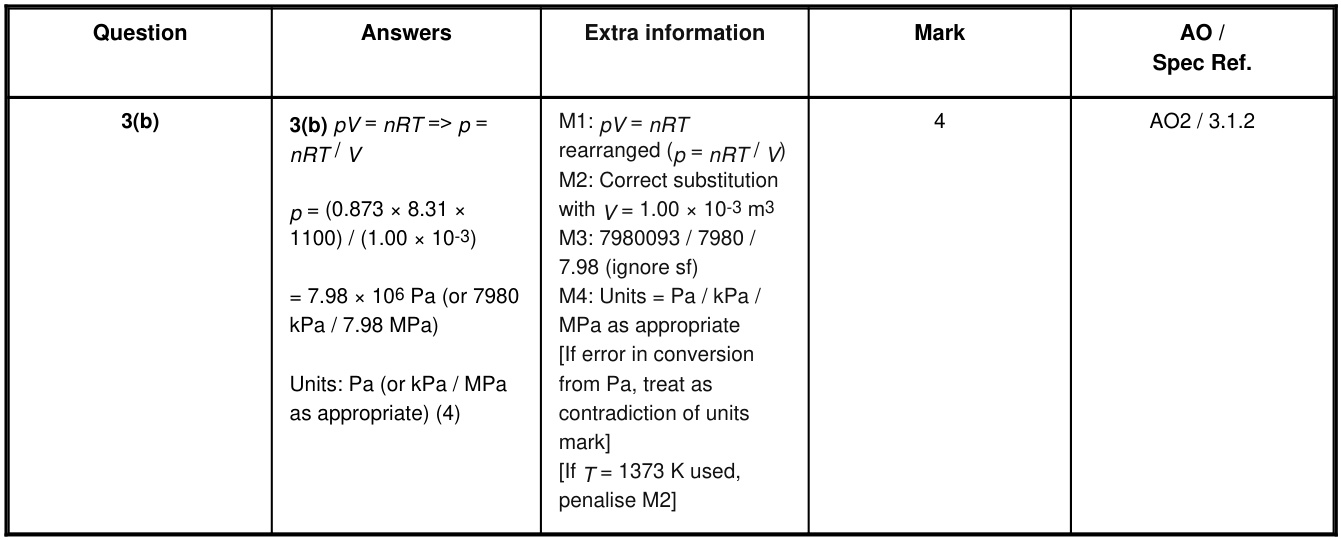 Question Answers Extra information Mark AO /
Spec Ref.
3(b)
3(b) pV = nRT => p =
nRT / V
p = (0.873 × 8.31 ×
1100) / (1.00 × 10-3)
= 7.98 × 106 Pa (or 7980
kPa / 7.98 MPa)
Units: Pa (or kPa / MPa
as appropriate) (4)
M1: pV = nRT
rearranged (p = nRT / V)
M2: Correct substitution
with V = 1.00 × 10-3 m3
M3: 7980093 / 7980 /
7.98 (ignore sf)
M4: Units = Pa / kPa /
MPa as appropriate
[If error in conversion
from Pa, treat as
contradiction of units
mark]
[If T = 1373 K used,
penalise M2]
4
AO2 / 3.1.2